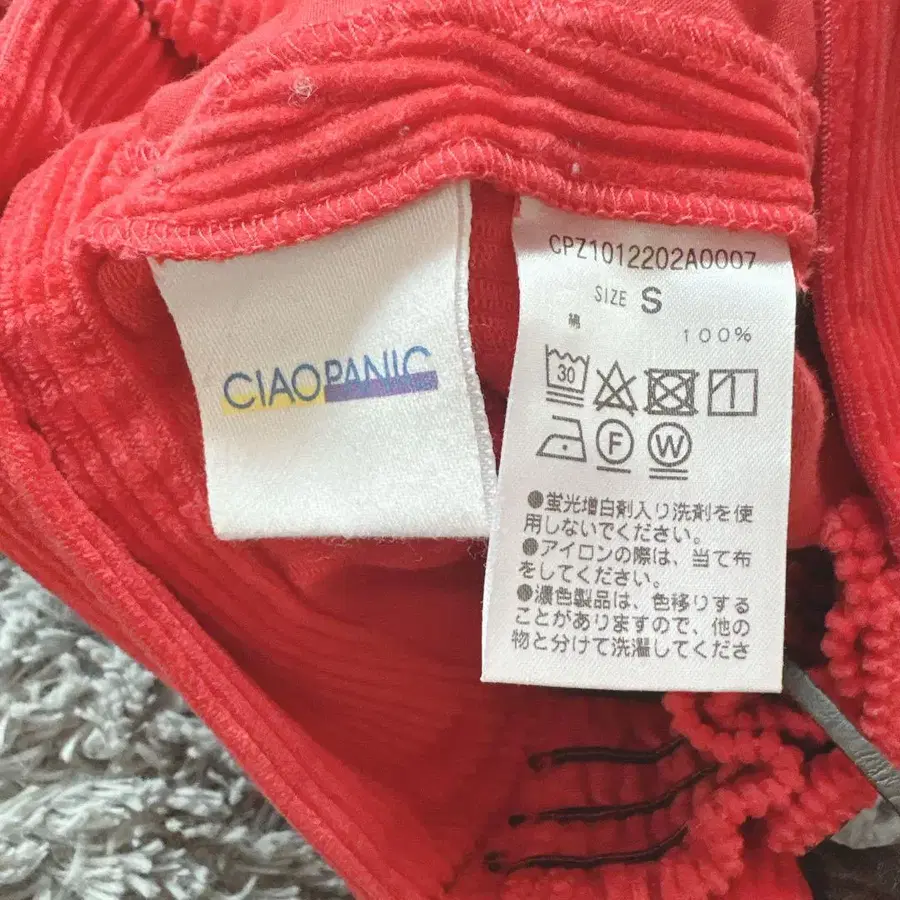 CIAOPANIC
CPZ1012202A0007
SIZE S
綿
100%
30
F W
●蛍光増白剤入り洗剤を使
用しないでください。
●アイロンの際は、当て布
をしてください。
●濃色製品は、色移りする
ことがありますので、他の
物と分けて洗濯してくださ